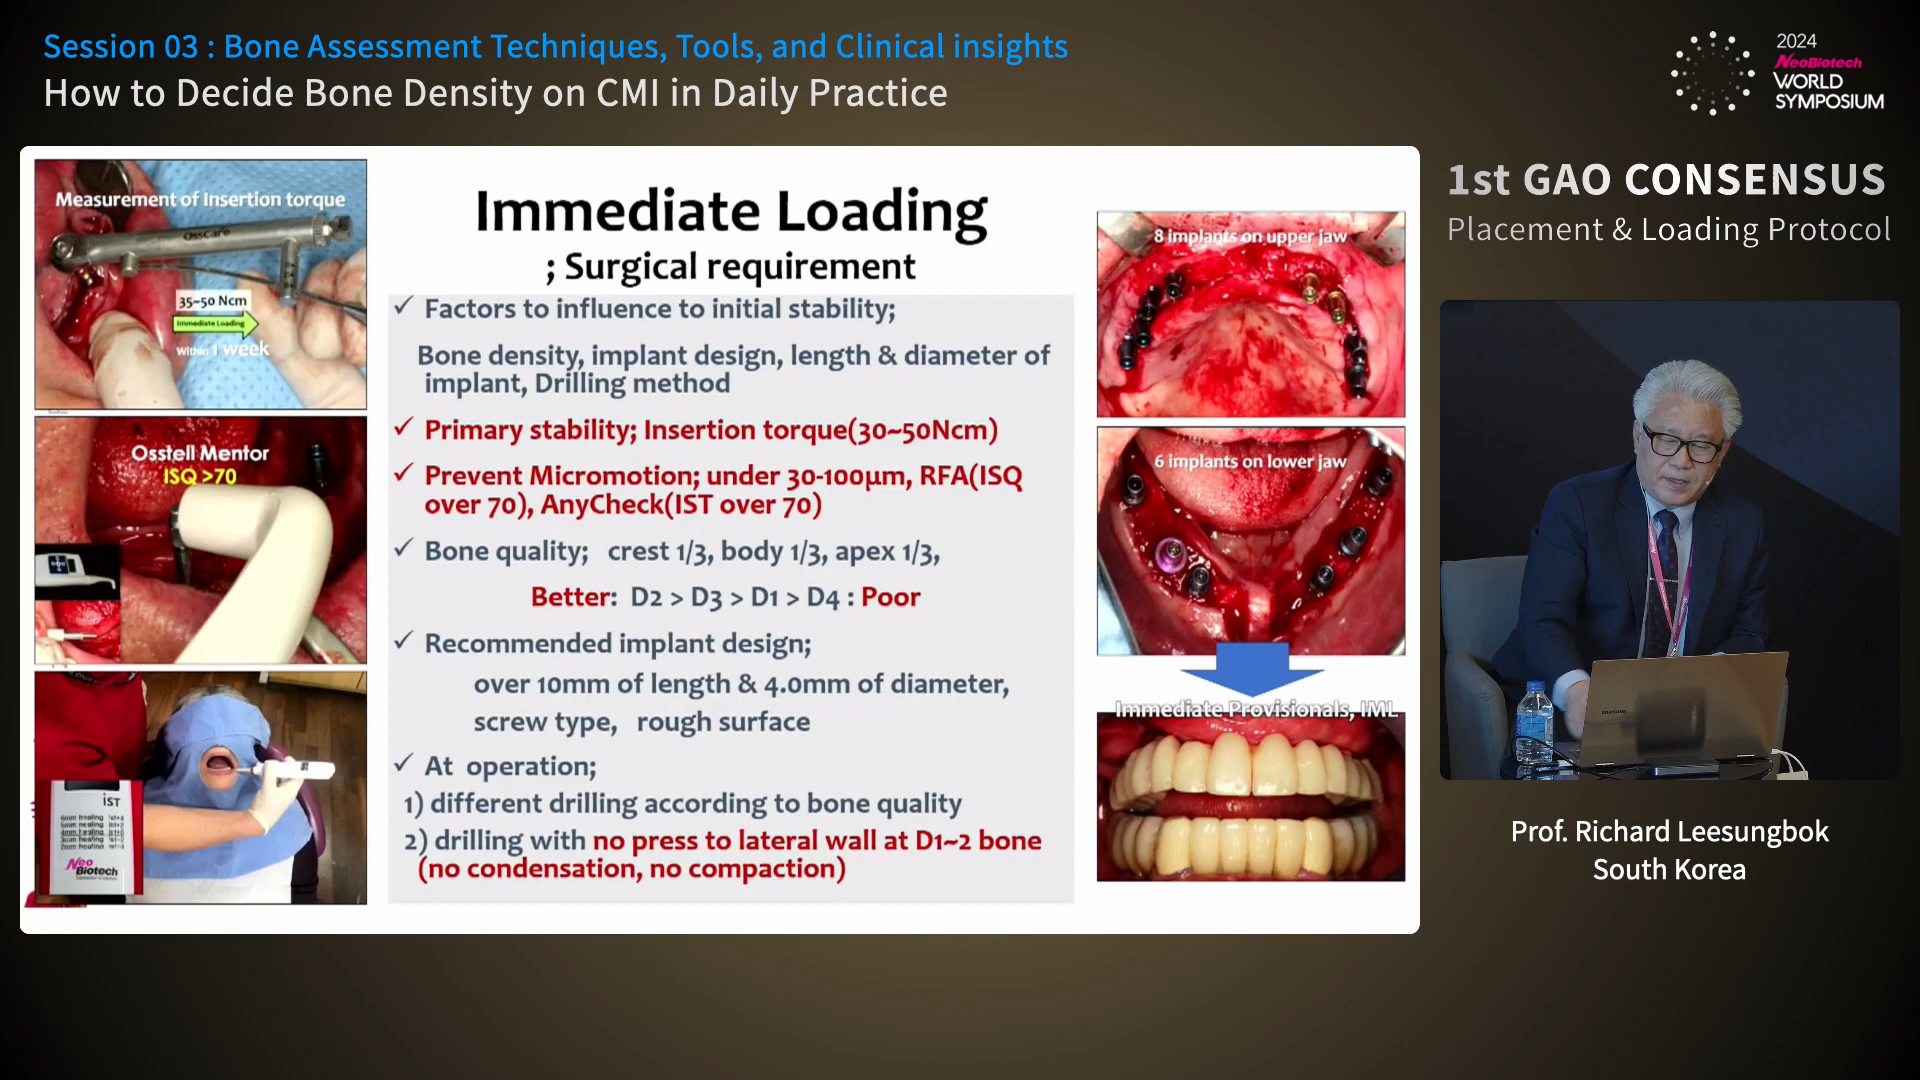 Session 03 : Bone Assessment Techniques, Tools, and Clinical insights
How to Decide Bone Density on CMI in Daily Practice
2024
NeoBiotech
WORLD
SYMPOSIUM
1st GAO CONSENSUS
Placement & Loading Protocol
Measurement of Insertion torque
OssCare
35~50 Ncm
Immediate Loading
Within 1 week
Osstell Mentor
ISQ >70
iST
Neo
Biotech
Immediate Loading
; Surgical requirement
✓ Factors to influence to initial stability;
Bone density, implant design, length & diameter of
implant, Drilling method
✓ Primary stability; Insertion torque(30~50Ncm)
✓ Prevent Micromotion; under 30-100µm, RFA(ISQ
over 70), AnyCheck(IST over 70)
✓ Bone quality; crest 1/3, body 1/3, apex 1/3,
Better: D2 > D3 > D1 > D4 : Poor
✓ Recommended implant design;
over 10mm of length & 4.0mm of diameter,
screw type, rough surface
✓ At operation;
1) different drilling according to bone quality
2) drilling with no press to lateral wall at D1~2 bone
(no condensation, no compaction)
8 implants on upper jaw
6 implants on lower jaw
Immediate Provisionals, IML
SAMSUNG
Prof. Richard Leesungbok
South Korea